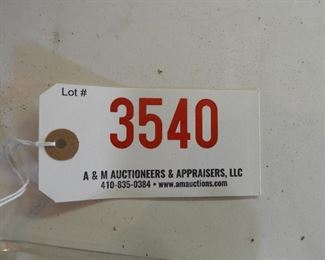 Lot #
3540
A & M AUCTIONEERS & APPRAISERS, LLC
410-835-0384 • www.amauctions.com